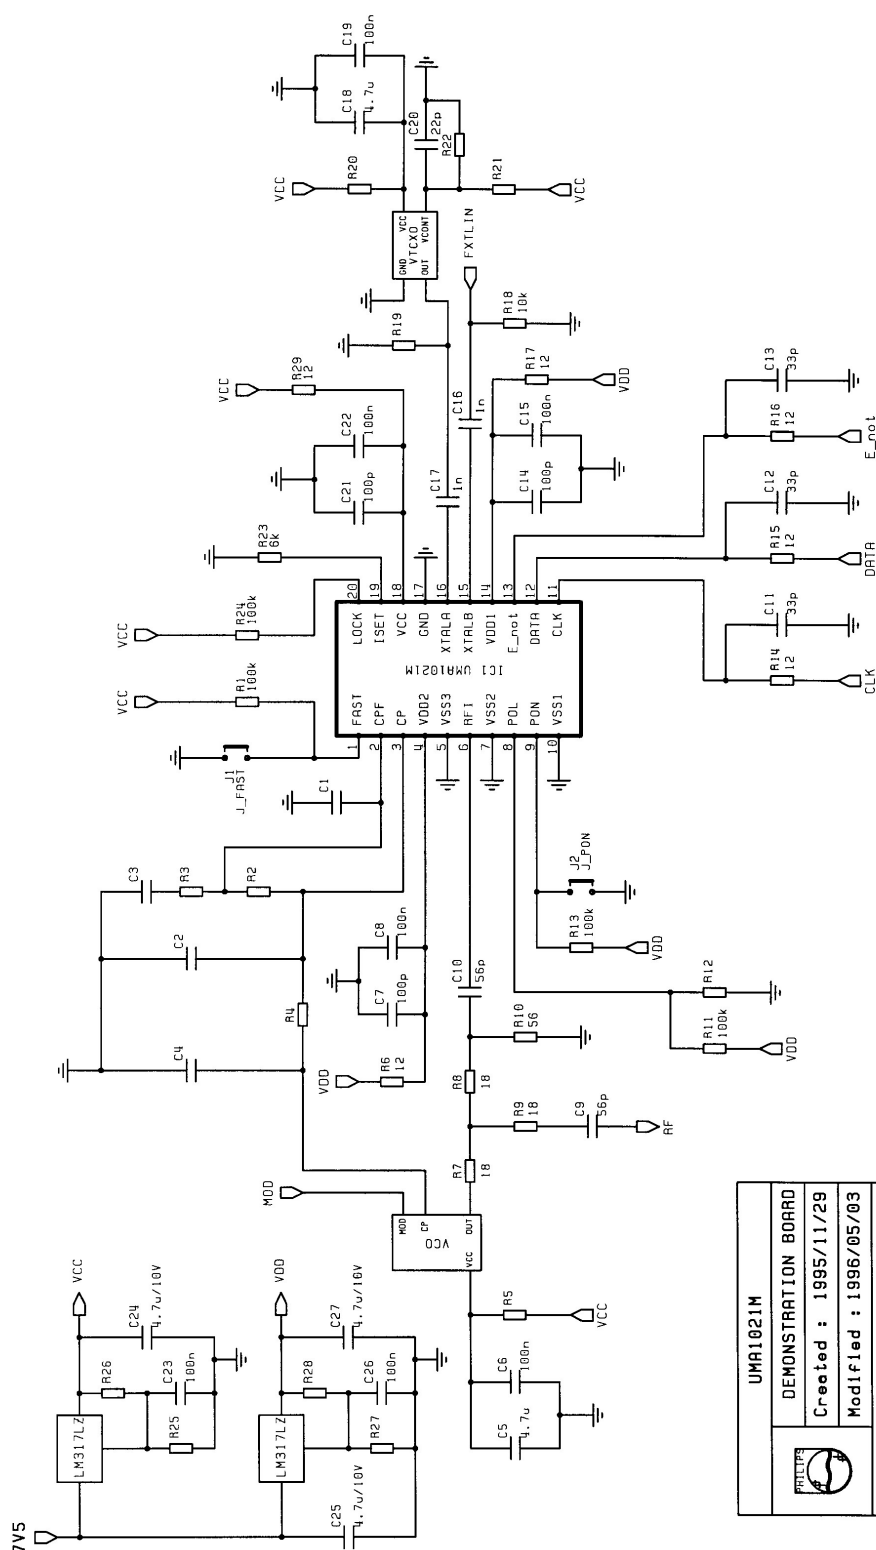 7V5
LM317LZ
R26
R25
C23
100n
C24
4.7u/10V
VCC
LM317LZ
R28
R27
C26
100n
C27
4.7u/10V
VDD
C25
4.7u/10V
C5
4.7u
C6
100n
R5
VCC
VCO
MOD
CP
OUT
VCC
MOD
R7
18
R9
18
C9
56p
RF
R8
18
R10
56
C10
56p
C4
C2
R4
C3
R3
R2
VDD
R6
12
C7
100p
C8
100n
C1
J1
J_FAST
VCC
R1
100k
VCC
R24
100k
R23
6k
VDD
R11
100k
R12
VDD
R13
100k
J2
J_PON
IC1 UMA1021M
1 FAST
2 CPF
3 CP
4 VDD2
5 VSS3
6 RFI
7 VSS2
8 POL
9 PON
10 VSS1
LOCK 20
ISET 19
VCC 18
GND 17
XTALA 16
XTALB 15
VDD1 14
E_not 13
DATA 12
CLK 11
C21
100p
C22
100n
VCC
R29
12
C17
1n
R19
C16
1n
FXTLIN
R18
10k
C14
100p
C15
100n
R17
12
VDD
VTCXO
GND
OUT
VCC
VCONT
VCC
R20
C18
4.7u
C19
100n
C20
22p
R22
R21
VCC
R14
12
C11
33p
CLK
R15
12
C12
33p
DATA
R16
12
C13
33p
E_not
UMA1021M
PHILIPS
DEMONSTRATION BOARD
Created : 1995/11/29
Modified : 1996/05/03